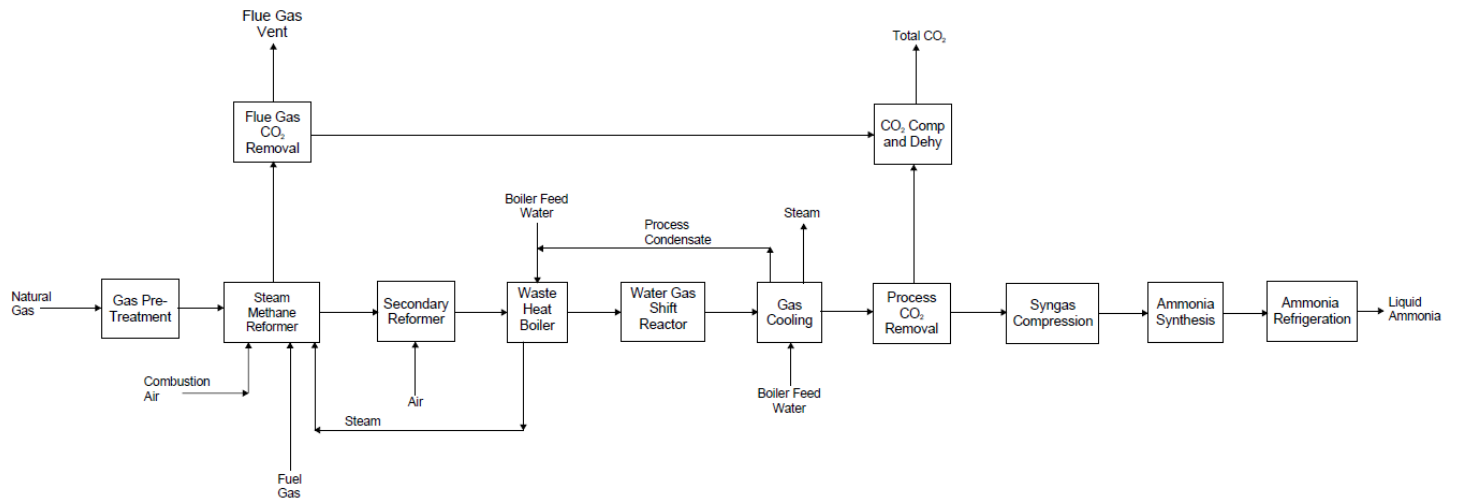 Flue Gas
Vent
Total CO₂
Flue Gas
CO₂
Removal
CO₂ Comp
and Dehy
Boiler Feed
Water
Process
Condensate
Steam
Natural
Gas
Gas Pre-
Treatment
Steam
Methane
Reformer
Secondary
Reformer
Waste
Heat
Boiler
Water Gas
Shift
Reactor
Gas
Cooling
Process
CO₂
Removal
Syngas
Compression
Ammonia
Synthesis
Ammonia
Refrigeration
Liquid
Ammonia
Combustion
Air
Air
Boiler Feed
Water
Steam
Fuel
Gas